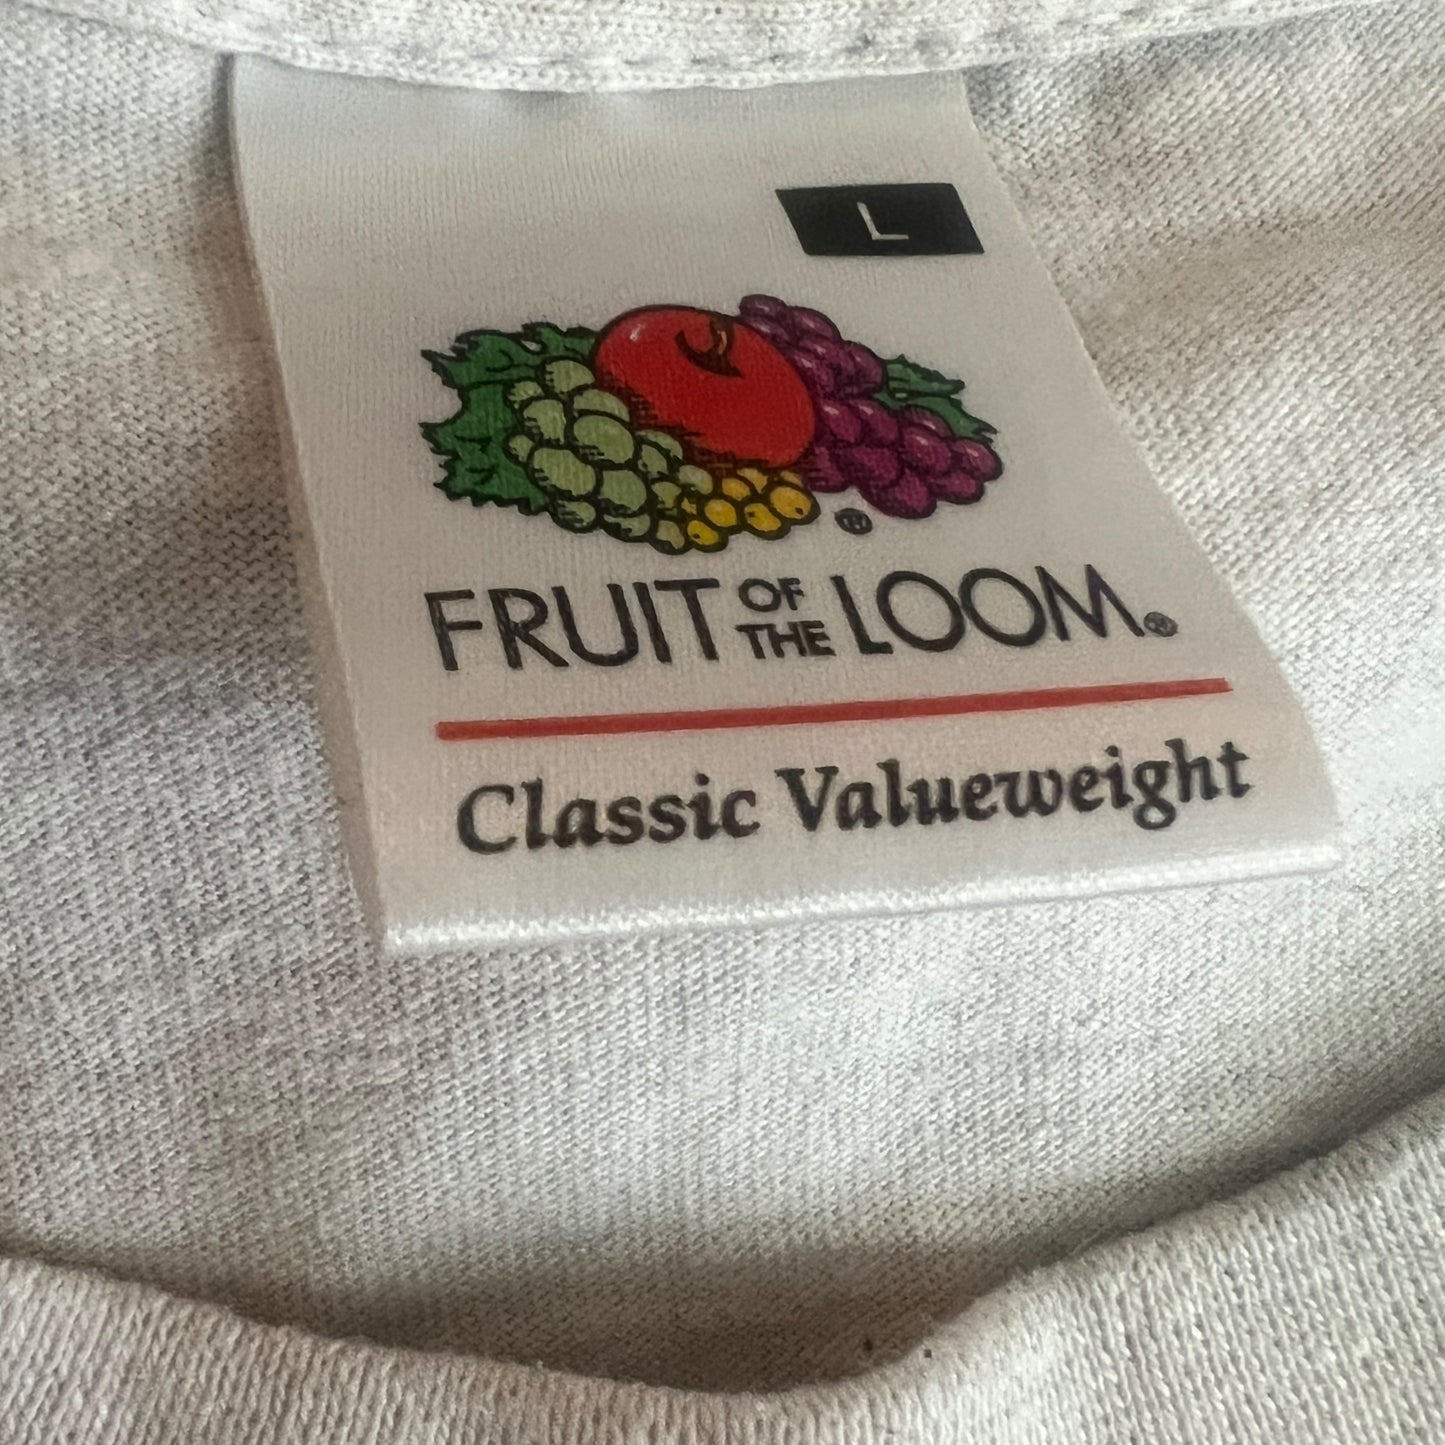 L
®
FRUIT OF THE LOOM®
Classic Valueweight